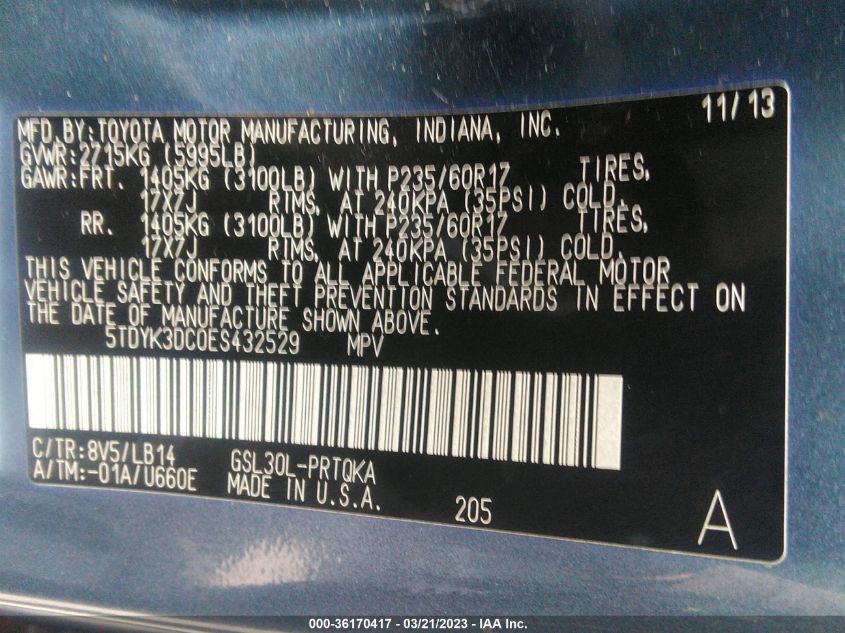 11/13
MFD.BY:TOYOTA MOTOR MANUFACTURING, INDIANA, INC.
GVWR:2715KG (5995LB)
GAWR:FRT. 1405KG (3100LB) WITH P235/60R17 TIRES,
17X7J RIMS, AT 240KPA (35PSI) COLD.
RR. 1405KG (3100LB) WITH P235/60R17 TIRES,
17X7J RIMS, AT 240KPA (35PSI) COLD.
THIS VEHICLE CONFORMS TO ALL APPLICABLE FEDERAL MOTOR
VEHICLE SAFETY AND THEFT PREVENTION STANDARDS IN EFFECT ON
THE DATE OF MANUFACTURE SHOWN ABOVE.
5TDYK3DC0ES432529 MPV
C/TR:8V5/LB14 GSL30L-PRTQKA
A/TM:-01A/U660E MADE IN U.S.A.
205 A
000-36170417 - 03/21/2023 - IAA Inc.